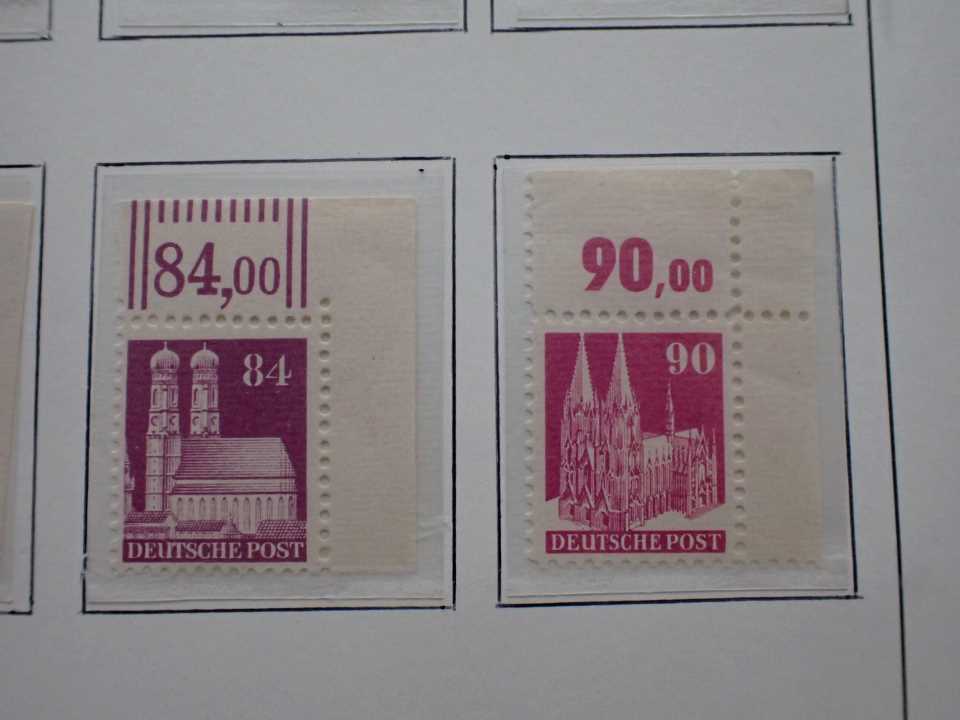 84,00
84
DEUTSCHE POST
90,00
90
DEUTSCHE POST